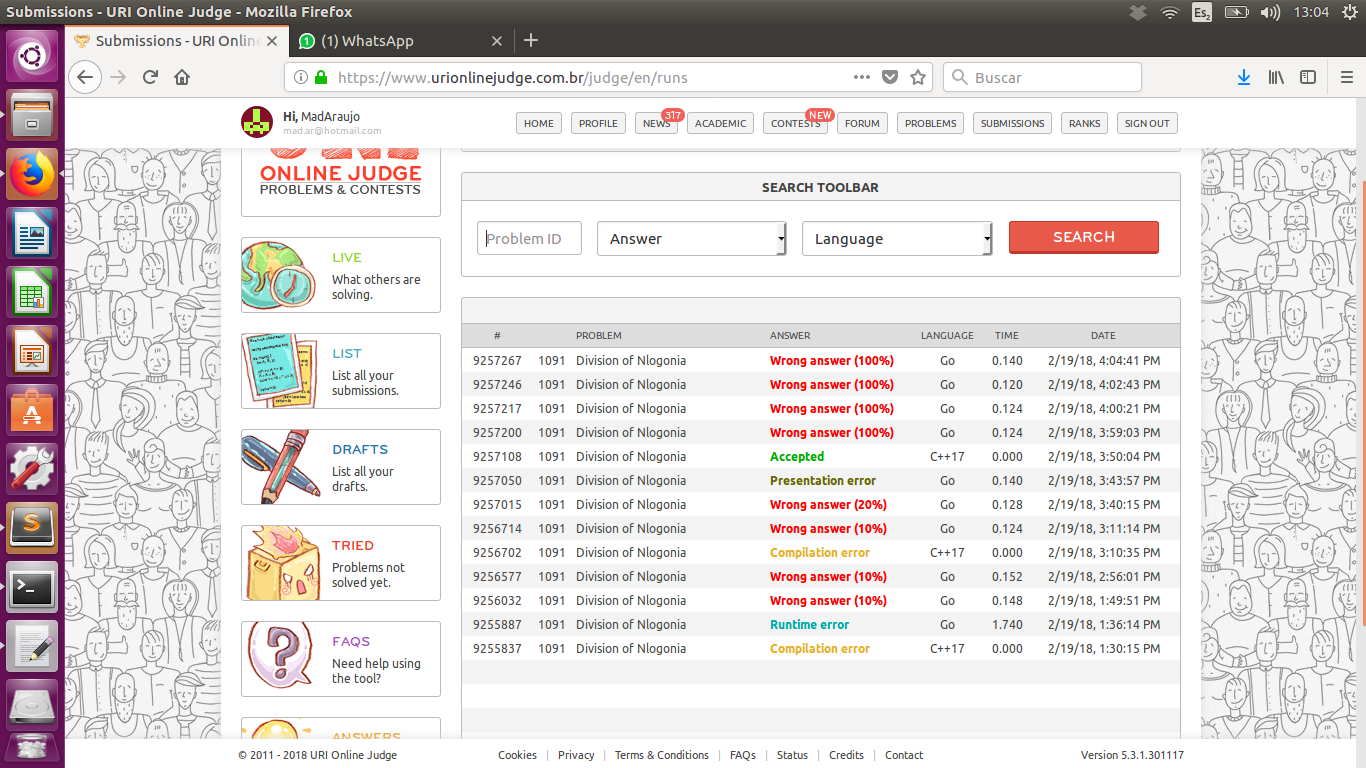 Submissions - URI Online Judge - Mozilla Firefox
Es2 13:04
Submissions - URI Onlin
(1) WhatsApp
https://www.urionlinejudge.com.br/judge/en/runs
Buscar
Hi, MadAraujo
mad.ar@hotmail.com
HOME PROFILE NEWS 317 ACADEMIC CONTESTS NEW FORUM PROBLEMS SUBMISSIONS RANKS SIGN OUT
ONLINE JUDGE
PROBLEMS & CONTESTS
LIVE
What others are
solving.
LIST
List all your
submissions.
DRAFTS
List all your
drafts.
TRIED
Problems not
solved yet.
FAQS
Need help using
the tool?
ANSWERS
SEARCH TOOLBAR
Problem ID Answer Language SEARCH
# PROBLEM ANSWER LANGUAGE TIME DATE
9257267 1091 Division of Nlogonia Wrong answer (100%) Go 0.140 2/19/18, 4:04:41 PM
9257246 1091 Division of Nlogonia Wrong answer (100%) Go 0.120 2/19/18, 4:02:43 PM
9257217 1091 Division of Nlogonia Wrong answer (100%) Go 0.124 2/19/18, 4:00:21 PM
9257200 1091 Division of Nlogonia Wrong answer (100%) Go 0.124 2/19/18, 3:59:03 PM
9257108 1091 Division of Nlogonia Accepted C++17 0.000 2/19/18, 3:50:04 PM
9257050 1091 Division of Nlogonia Presentation error Go 0.140 2/19/18, 3:43:57 PM
9257015 1091 Division of Nlogonia Wrong answer (20%) Go 0.128 2/19/18, 3:40:15 PM
9256714 1091 Division of Nlogonia Wrong answer (10%) Go 0.124 2/19/18, 3:11:14 PM
9256702 1091 Division of Nlogonia Compilation error C++17 0.000 2/19/18, 3:10:35 PM
9256577 1091 Division of Nlogonia Wrong answer (10%) Go 0.152 2/19/18, 2:56:01 PM
9256032 1091 Division of Nlogonia Wrong answer (10%) Go 0.148 2/19/18, 1:49:51 PM
9255887 1091 Division of Nlogonia Runtime error Go 1.740 2/19/18, 1:36:14 PM
9255837 1091 Division of Nlogonia Compilation error C++17 0.000 2/19/18, 1:30:15 PM
© 2011 - 2018 URI Online Judge
Cookies | Privacy | Terms & Conditions | FAQs | Status | Credits | Contact
Version 5.3.1.301117